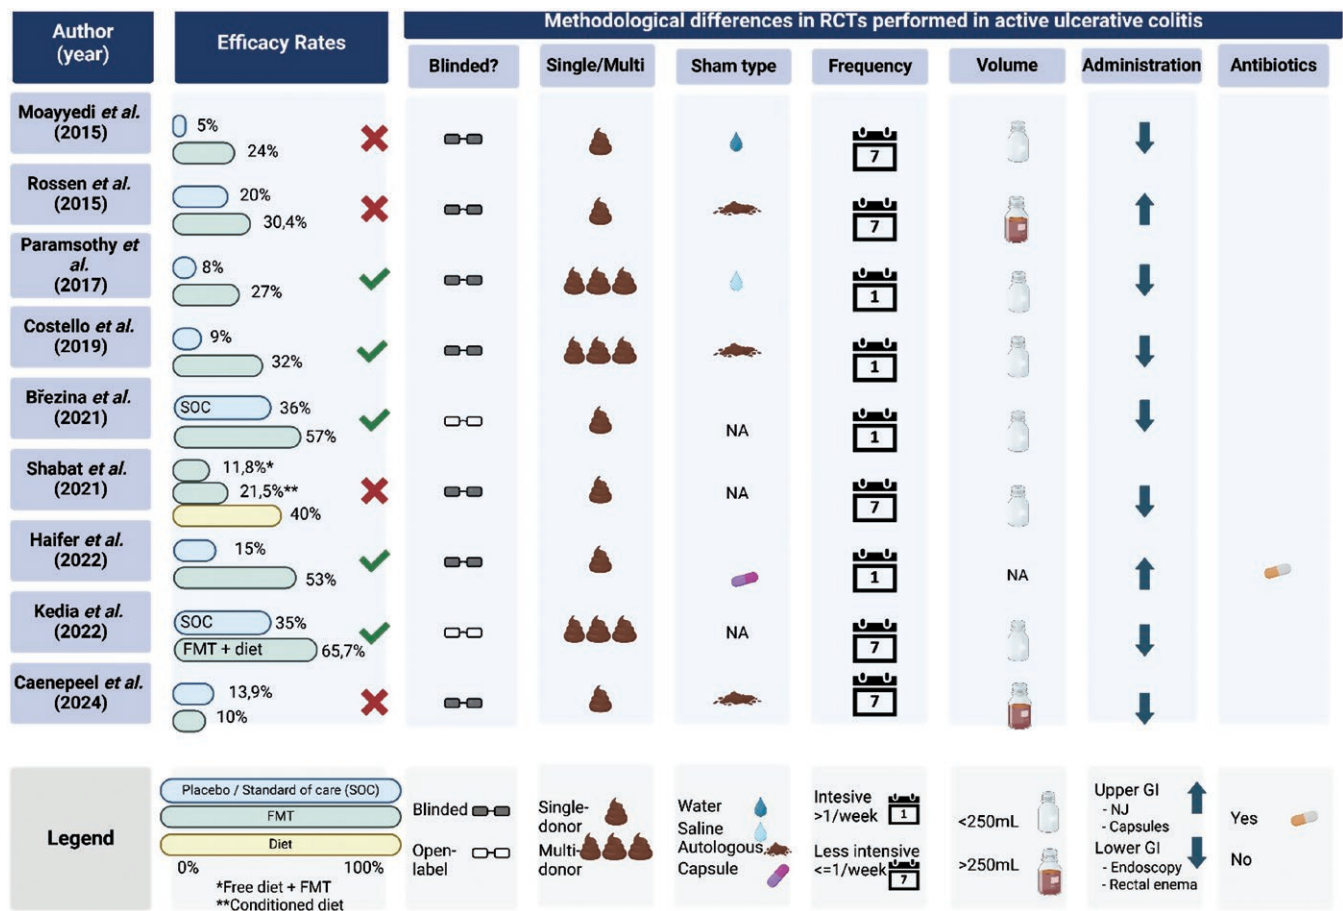 Author
(year)
Efficacy Rates
Methodological differences in RCTs performed in active ulcerative colitis
Blinded?
Single/Multi
Sham type
Frequency
Volume
Administration
Antibiotics
Moayyedi et al.
(2015)
5%
24%
7
Rossen et al.
(2015)
20%
30,4%
7
Paramsothy et
al.
(2017)
8%
27%
1
Costello et al.
(2019)
9%
32%
1
Březina et al.
(2021)
SOC 36%
57%
NA
1
Shabat et al.
(2021)
11,8%*
21,5%**
40%
NA
7
Haifer et al.
(2022)
15%
53%
1
NA
Kedia et al.
(2022)
SOC 35%
FMT + diet 65,7%
NA
7
Caenepeel et al.
(2024)
13,9%
10%
7
Legend
Placebo / Standard of care (SOC)
FMT
Diet
0% 100%
*Free diet + FMT
**Conditioned diet
Blinded
Open-
label
Single-
donor
Multi-
donor
Water
Saline
Autologous
Capsule
Intesive
>1/week
1
Less intensive
<=1/week
7
<250mL
>250mL
Upper GI
- NJ
- Capsules
Lower GI
- Endoscopy
- Rectal enema
Yes
No